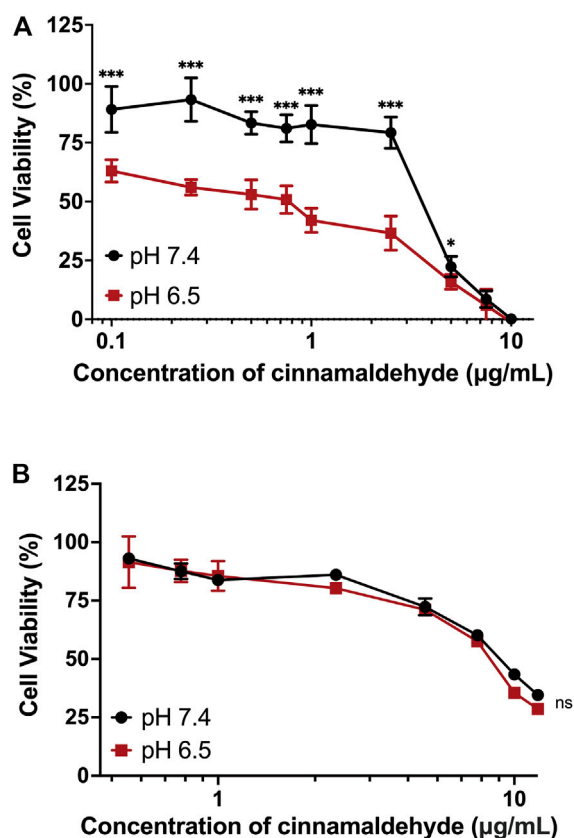 A
125
100
75
50
25
0
Cell Viability (%)
*** *** *** *** *** *** *
pH 7.4
pH 6.5
0.1 1 10
Concentration of cinnamaldehyde (µg/mL)
B
125
100
75
50
25
0
Cell Viability (%)
pH 7.4
pH 6.5
ns
1 10
Concentration of cinnamaldehyde (µg/mL)